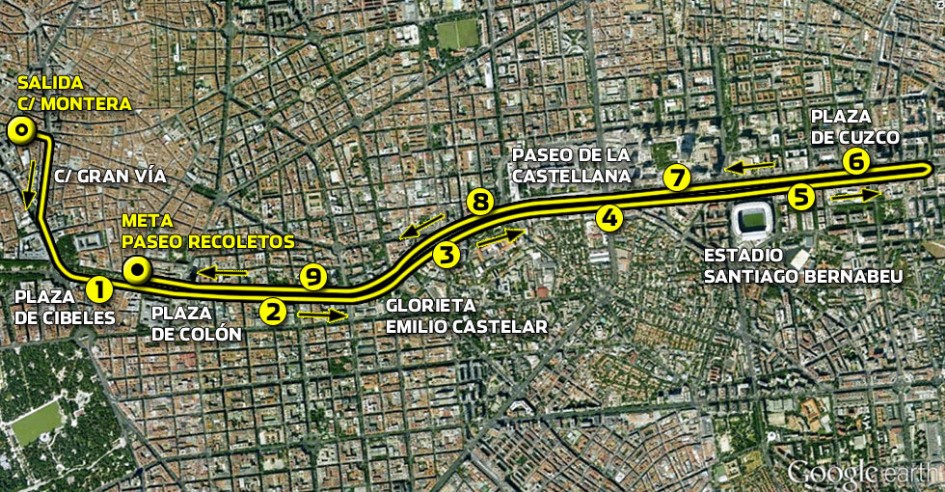 SALIDA
C/ MONTERA
C/ GRAN VÍA
META
PASEO RECOLETOS
PLAZA
DE CIBELES
1
PLAZA
DE COLÓN
2
9
GLORIETA
EMILIO CASTELAR
3
8
PASEO DE LA
CASTELLANA
4
7
ESTADIO
SANTIAGO BERNABEU
5
6
PLAZA
DE CUZCO
Google earth